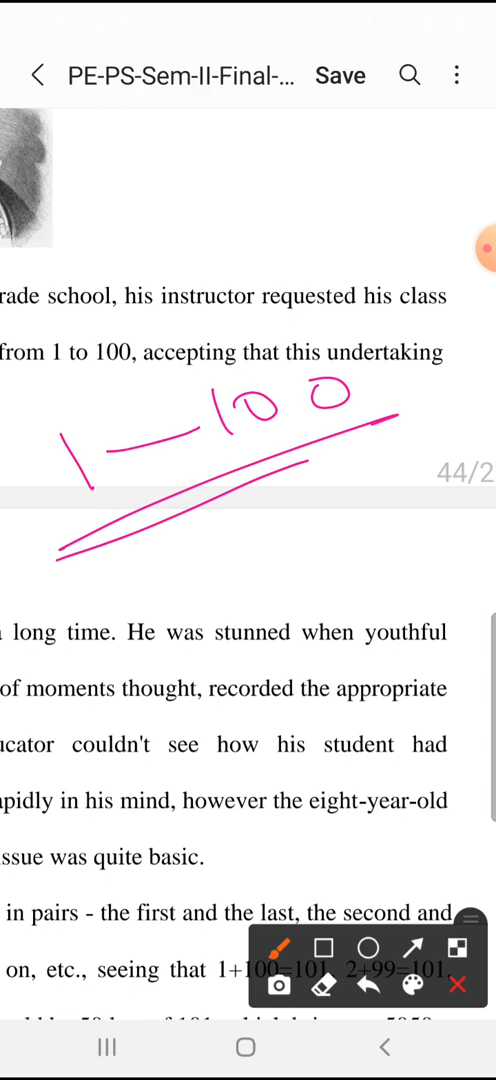 PE-PS-Sem-II-Final-... Save
rade school, his instructor requested his class
from 1 to 100, accepting that this undertaking
1 — 100
44/2
long time. He was stunned when youthful
of moments thought, recorded the appropriate
ucator couldn't see how his student had
apidly in his mind, however the eight-year-old
issue was quite basic.
in pairs - the first and the last, the second and
on, etc., seeing that 1+100=101, 2+99=101,